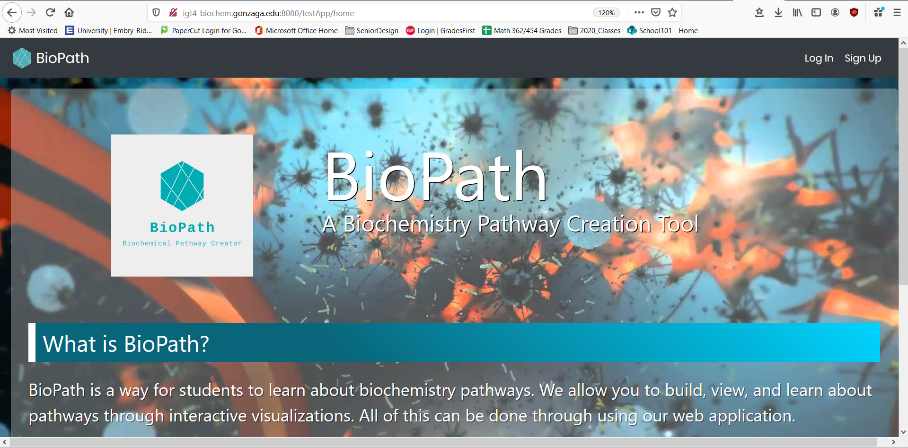 igt4-biochem.gonzaga.edu:8080/testApp/home
120%
Most Visited
University | Embry-Rid...
PaperCut Login for Go...
Microsoft Office Home
SeniorDesign
Login | GradesFirst
Math 362/454 Grades
2020_Classes
School101 - Home
BioPath
Log In
Sign Up
BioPath
Biochemical Pathway Creator
BioPath
A Biochemistry Pathway Creation Tool
What is BioPath?
BioPath is a way for students to learn about biochemistry pathways. We allow you to build, view, and learn about
pathways through interactive visualizations. All of this can be done through using our web application.